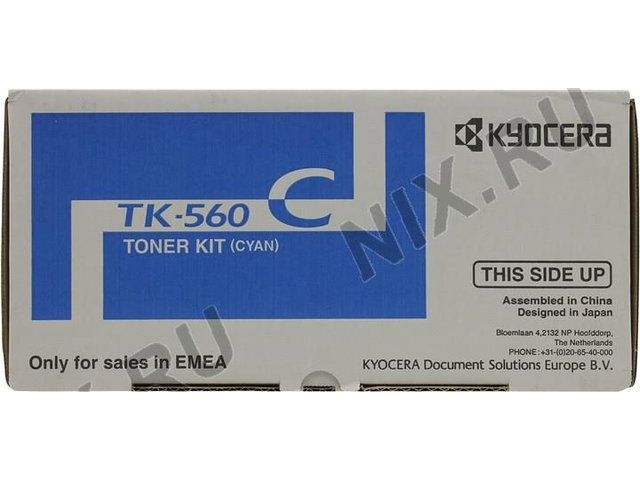 KYOCERA
TK-560 C
TONER KIT (CYAN)
THIS SIDE UP
Assembled in China
Designed in Japan
Bloemlaan 4,2132 NP Hoofddorp,
The Netherlands
PHONE:+31-(0)20-65-40-000
Only for sales in EMEA
KYOCERA Document Solutions Europe B.V.
NIX.RU
NIX.RU